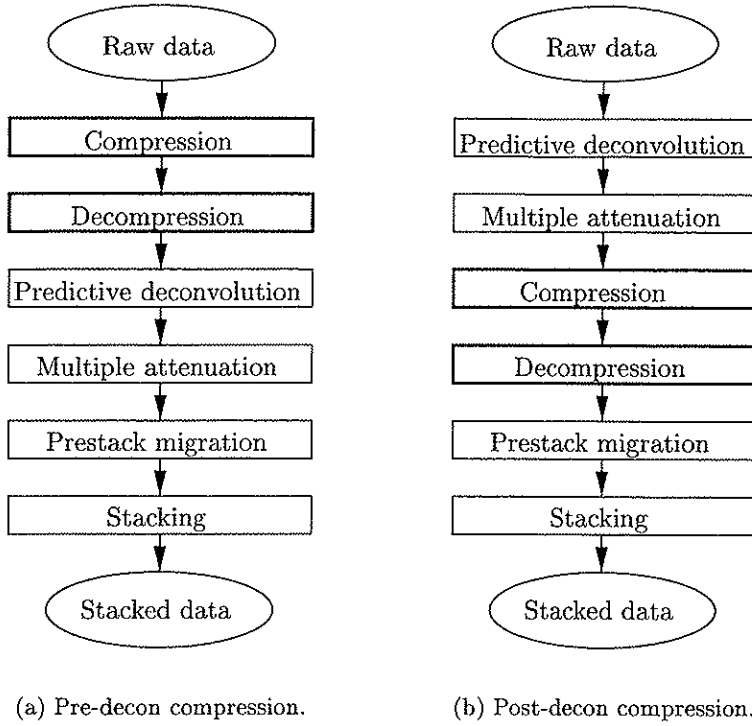 Raw data
Compression
Decompression
Predictive deconvolution
Multiple attenuation
Prestack migration
Stacking
Stacked data
(a) Pre-decon compression.
Raw data
Predictive deconvolution
Multiple attenuation
Compression
Decompression
Prestack migration
Stacking
Stacked data
(b) Post-decon compression.